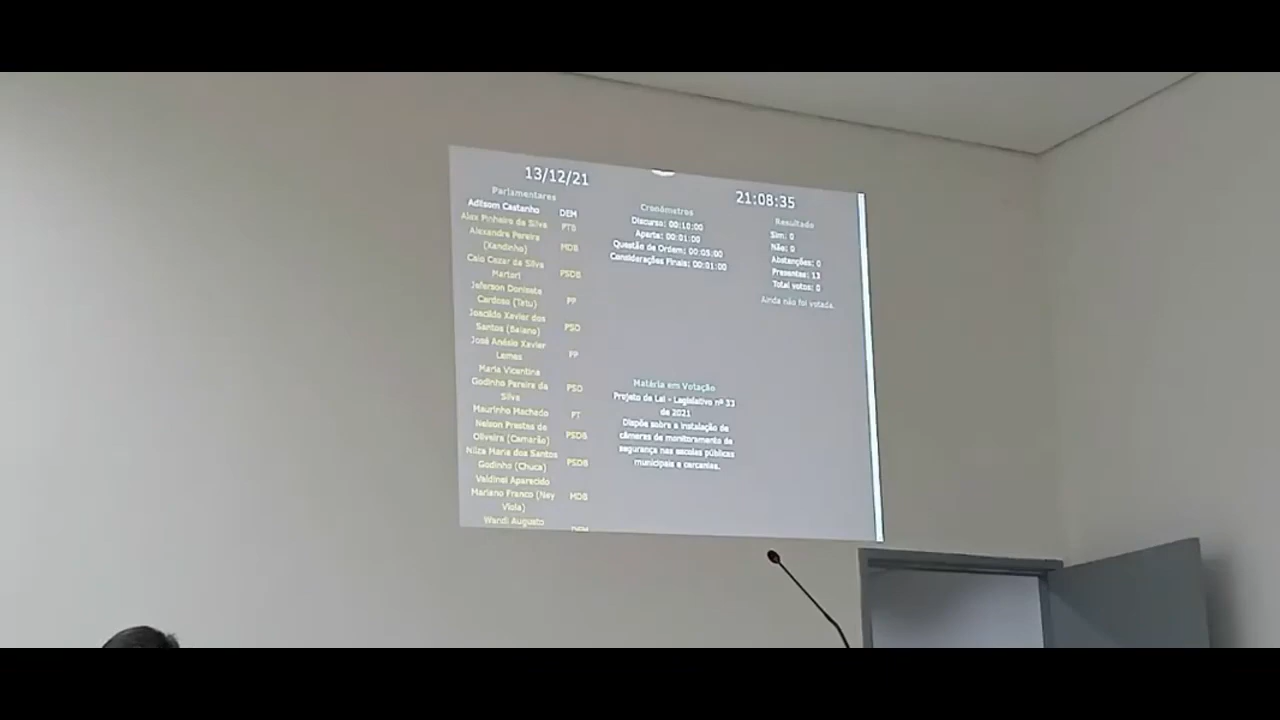 13/12/21
21:08:35
Parlamentares
Adilsom Castanho DEM
Alex Pinheiro da Silva PTB
Alexandre Pereira
(Xandinho) MDB
Caio Cezar da Silva
Martori PSDB
Jeferson Donizete
Cardoso (Tetu) PP
Joacildo Xavier dos
Santos (Baiano) PSD
José Anésio Xavier
Lemes PP
Maria Vicentina
Godinho Pereira da
Silva PSD
Maurinho Machado PT
Nelson Prestes de
Oliveira (Camarão) PSDB
Nilza Maria dos Santos
Godinho (Chuca) PSDB
Valdinei Aparecido
Mariano Franco (Ney
Viola) MDB
Wandi Augusto
DEM
Cronômetros
Discurso: 00:10:00
Aparte: 00:01:00
Questão de Ordem: 00:05:00
Considerações Finais: 00:01:00
Resultado
Sim: 0
Não: 0
Abstenções: 0
Presentes: 13
Total votos: 0
Ainda não foi votada.
Matéria em Votação
Projeto de Lei - Legislativo nº 33
de 2021
Dispõe sobre a instalação de
câmeras de monitoramento de
segurança nas escolas públicas
municipais e cercanias.